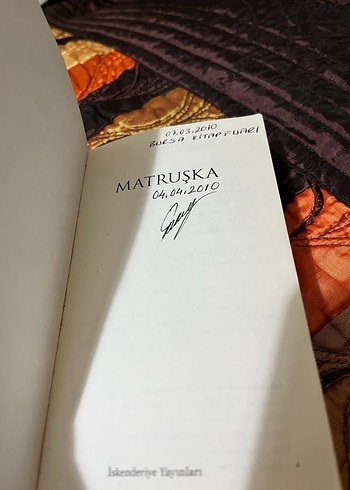 07.03.2010
BURSA KİTAP FUARI
MATRUŞKA
04.04.2010
İskenderiye Yayınları